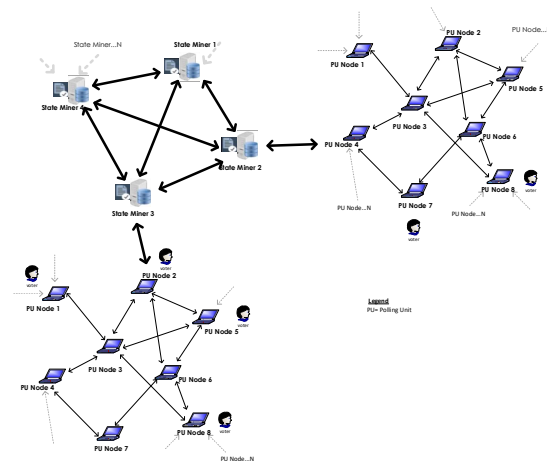 State Miner...N
State Miner 1
State Miner 4
State Miner 2
State Miner 3
PU Node 2
PU Node...
PU Node 1
PU Node 5
PU Node 3
PU Node 6
PU Node 4
PU Node 8
voter
PU Node 7
PU Node...N
PU Node...N
voter
voter
PU Node 2
voter
PU Node 1
PU Node 5
voter
PU Node 3
PU Node 6
PU Node 4
PU Node 8
voter
PU Node 7
PU Node...N
Legend
PU= Polling Unit